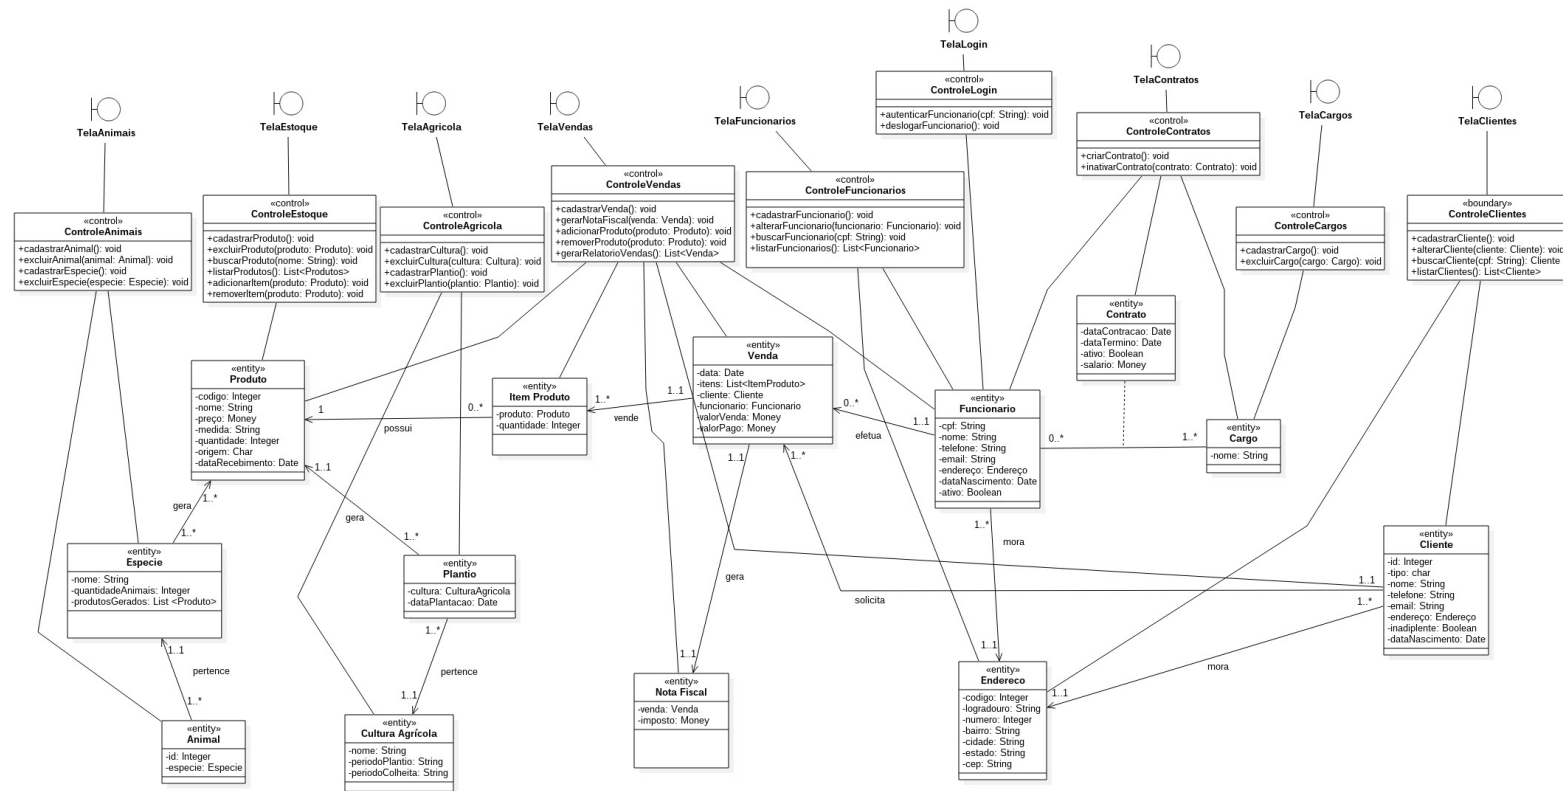 TelaLogin
«control»
ControleLogin
+autenticarFuncionario(cpf: String): void
+deslogarFuncionario(): void
TelaContratos
«control»
ControleContratos
+criarContrato(): void
+inativarContrato(contrato: Contrato): void
TelaCargos
«control»
ControleCargos
+cadastrarCargo(): void
+excluirCargo(cargo: Cargo): void
TelaClientes
«boundary»
ControleClientes
+cadastrarCliente(): void
+alterarCliente(cliente: Cliente): void
+buscarCliente(cpf: String): Cliente
+listarClientes(): List<Cliente>
TelaAnimais
«control»
ControleAnimais
+cadastrarAnimal(): void
+excluirAnimal(animal: Animal): void
+cadastrarEspecie(): void
+excluirEspecie(especie: Especie): void
TelaEstoque
«control»
ControleEstoque
+cadastrarProduto(): void
+excluirProduto(produto: Produto): void
+buscarProduto(nome: String): void
+listarProdutos(): List<Produtos>
+adicionarItem(produto: Produto): void
+removerItem(produto: Produto): void
TelaAgricola
«control»
ControleAgricola
+cadastrarCultura(): void
+excluirCultura(cultura: Cultura): void
+cadastrarPlantio(): void
+excluirPlantio(plantio: Plantio): void
TelaVendas
«control»
ControleVendas
+cadastrarVenda(): void
+gerarNotaFiscal(venda: Venda): void
+adicionarProduto(produto: Produto): void
+removerProduto(produto: Produto): void
+gerarRelatorioVendas(): List<Venda>
TelaFuncionarios
«control»
ControleFuncionarios
+cadastrarFuncionario(): void
+alterarFuncionario(funcionario: Funcionario): void
+buscarFuncionario(cpf: String): void
+listarFuncionarios(): List<Funcionario>
«entity»
Contrato
-dataContracao: Date
-dataTermino: Date
-ativo: Boolean
-salario: Money
«entity»
Produto
-codigo: Integer
-nome: String
-preço: Money
-medida: String
-quantidade: Integer
-origem: Char
-dataRecebimento: Date
1
possui
0..*
«entity»
Item Produto
-produto: Produto
-quantidade: Integer
1..*
vende
1..1
«entity»
Venda
-data: Date
-itens: List<ItemProduto>
-cliente: Cliente
-funcionario: Funcionario
-valorVenda: Money
-valorPago: Money
0..*
efetua
1..1
«entity»
Funcionario
-cpf: String
-nome: String
-telefone: String
-email: String
-endereço: Endereço
-dataNascimento: Date
-ativo: Boolean
0..*
1..*
«entity»
Cargo
-nome: String
1..1
gera
1..*
1..*
gera
1..*
1..1
1..*
1..*
mora
1..1
gera
1..1
solicita
1..1
1..*
mora
1..1
«entity»
Especie
-nome: String
-quantidadeAnimais: Integer
-produtosGerados: List <Produto>
«entity»
Plantio
-cultura: CulturaAgricola
-dataPlantacao: Date
«entity»
Cliente
-id: Integer
-tipo: char
-nome: String
-telefone: String
-email: String
-endereço: Endereço
-inadiplente: Boolean
-dataNascimento: Date
1..1
pertence
1..*
1..*
pertence
1..1
«entity»
Animal
-id: Integer
-especie: Especie
«entity»
Cultura Agrícola
-nome: String
-periodoPlantio: String
-periodoColheita: String
«entity»
Nota Fiscal
-venda: Venda
-imposto: Money
«entity»
Endereco
-codigo: Integer
-logradouro: String
-numero: Integer
-bairro: String
-cidade: String
-estado: String
-cep: String